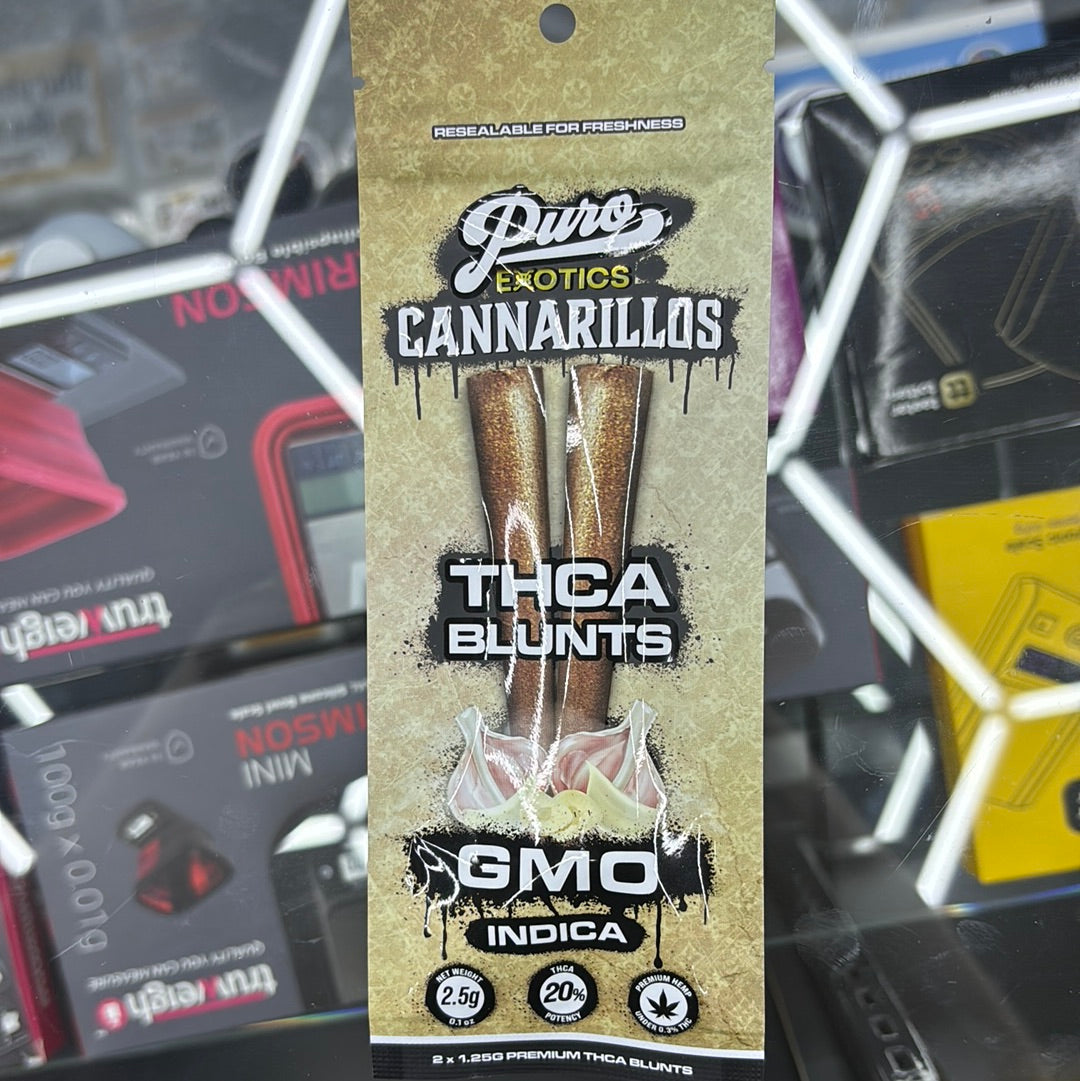 RESEALABLE FOR FRESHNESS
Puro
EXOTICS
CANNARILLOS
THCA
BLUNTS
GMO
INDICA
NET WEIGHT
2.5g
0.1 oz
THCA
20%
POTENCY
PREMIUM HEMP
UNDER 0.3% THC
2 x 1.25G PREMIUM THCA BLUNTS
RIMSON
QUALITY YOU CAN MEASURE
truweigh
MINI
RIMSON
100g x 0.01g
QUALITY YOU CAN MEASURE
truweigh